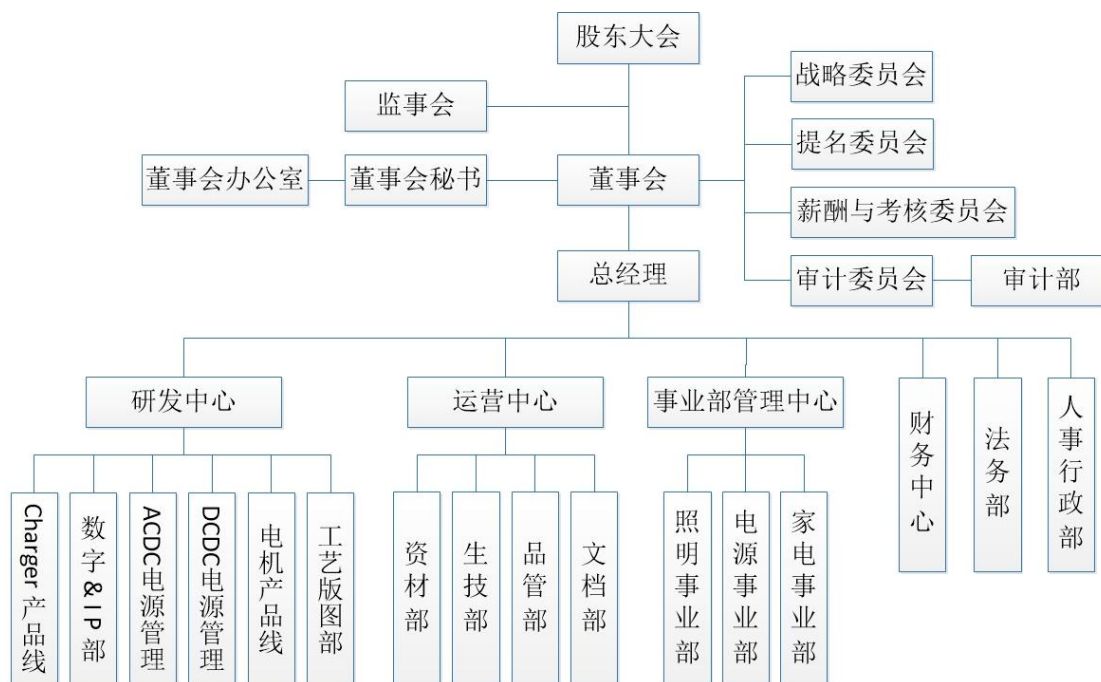 股东大会
战略委员会
监事会
提名委员会
董事会办公室
董事会秘书
董事会
薪酬与考核委员会
总经理
审计委员会
审计部
研发中心
运营中心
事业部管理中心
财务中心
法务部
人事行政部
Charger产品线
数字&IP部
ACDC电源管理
DCDC电源管理
电机产品线
工艺版图部
资材部
生技部
品管部
文档部
照明事业部
电源事业部
家电事业部